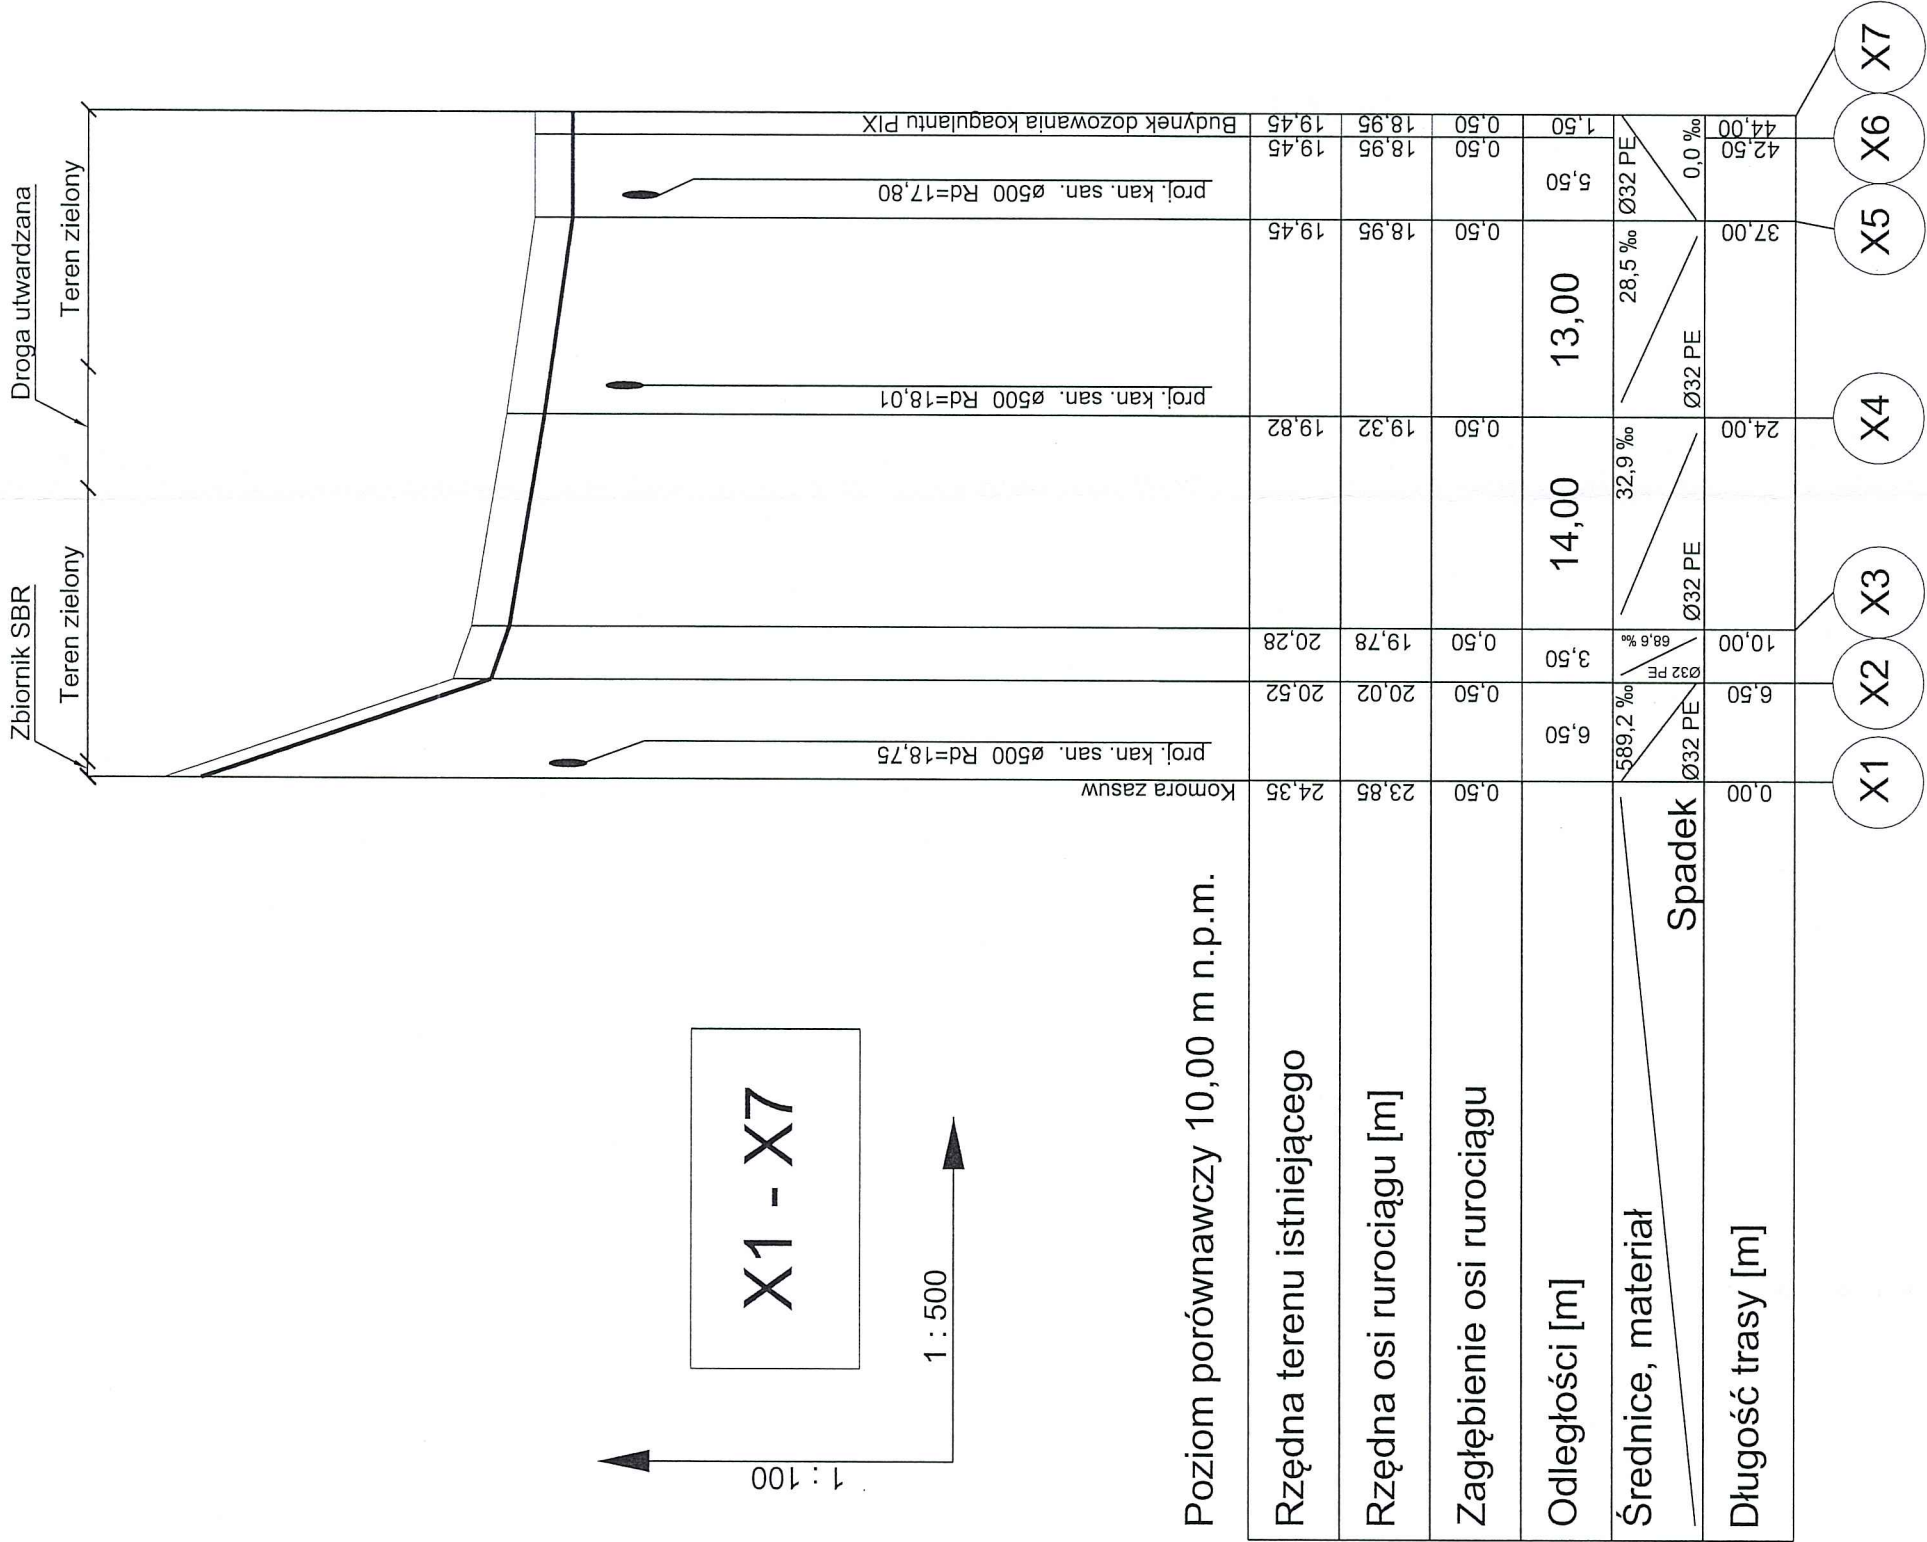 Zbiornik SBR
Droga utwardzana
Teren zielony
Teren zielony
X1 - X7
1 : 100
1 : 500
proj. kan. san. ø500 Rd=18,75
proj. kan. san. ø500 Rd=18,01
proj. kan. san. ø500 Rd=17,80
Komora zasuw
Budynek dozowania koagulantu PIX
Poziom porównawczy 10,00 m n.p.m.
Rzędna terenu istniejącego 24,35 20,52 20,28 19,82 19,45 19,45 19,45
Rzędna osi rurociągu [m] 23,85 20,02 19,78 19,32 18,95 18,95 18,95
Zagłębienie osi rurociągu 0,50 0,50 0,50 0,50 0,50 0,50 0,50
Odległości [m] 6,50 3,50 14,00 13,00 5,50 1,50
Średnice, materiał
Spadek
589,2 ‰ 68,6 ‰ 32,9 ‰ 28,5 ‰ Ø32 PE
Ø32 PE Ø32 PE Ø32 PE Ø32 PE 0,0 ‰
Długość trasy [m] 0,00 6,50 10,00 24,00 37,00 42,50 44,00
X1 X2 X3 X4 X5 X6 X7